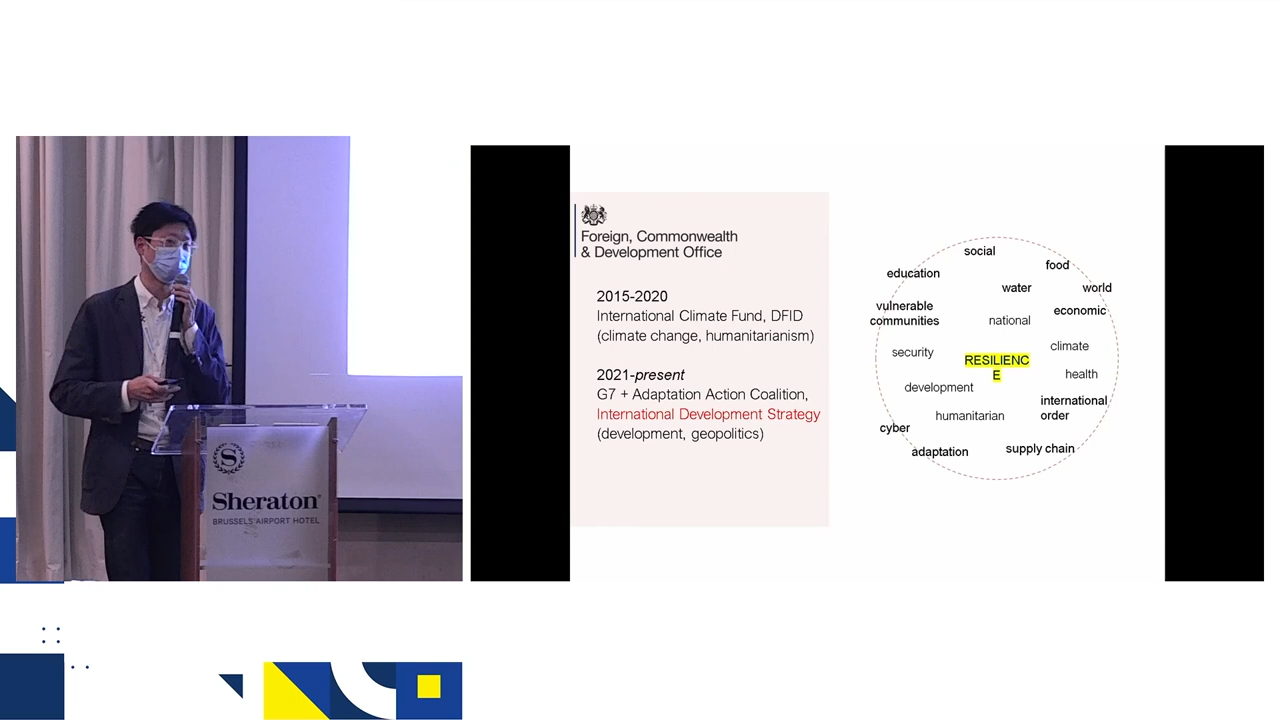 S
Sheraton
BRUSSELS AIRPORT HOTEL
Foreign, Commonwealth
& Development Office
2015-2020
International Climate Fund, DFID
(climate change, humanitarianism)
2021-present
G7 + Adaptation Action Coalition,
International Development Strategy
(development, geopolitics)
social
food
education
water
world
vulnerable
communities
economic
national
security
climate
RESILIENC
E
health
development
international
order
humanitarian
cyber
adaptation
supply chain